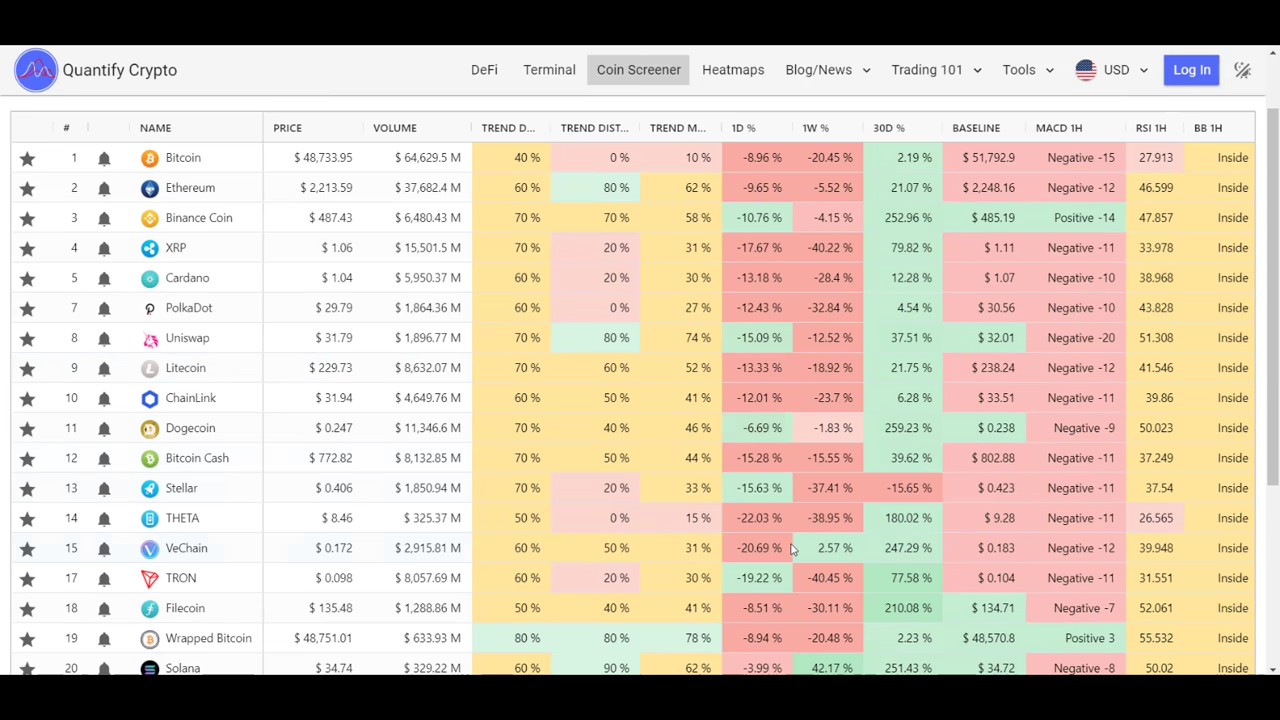 Quantify Crypto DeFi Terminal Coin Screener Heatmaps Blog/News Trading 101 Tools USD Log In
# NAME PRICE VOLUME TREND D... TREND DIST... TREND M... 1D % 1W % 30D % BASELINE MACD 1H RSI 1H BB 1H
1 Bitcoin $ 48,733.95 $ 64,629.5 M 40 % 0 % 10 % -8.96 % -20.45 % 2.19 % $ 51,792.9 Negative -15 27.913 Inside
2 Ethereum $ 2,213.59 $ 37,682.4 M 60 % 80 % 62 % -9.65 % -5.52 % 21.07 % $ 2,248.16 Negative -12 46.599 Inside
3 Binance Coin $ 487.43 $ 6,480.43 M 70 % 70 % 58 % -10.76 % -4.15 % 252.96 % $ 485.19 Positive -14 47.857 Inside
4 XRP $ 1.06 $ 15,501.5 M 70 % 20 % 31 % -17.67 % -40.22 % 79.82 % $ 1.11 Negative -11 33.978 Inside
5 Cardano $ 1.04 $ 5,950.37 M 60 % 20 % 30 % -13.18 % -28.4 % 12.28 % $ 1.07 Negative -10 38.968 Inside
7 PolkaDot $ 29.79 $ 1,864.36 M 60 % 0 % 27 % -12.43 % -32.84 % 4.54 % $ 30.56 Negative -10 43.828 Inside
8 Uniswap $ 31.79 $ 1,896.77 M 70 % 80 % 74 % -15.09 % -12.52 % 37.51 % $ 32.01 Negative -20 51.308 Inside
9 Litecoin $ 229.73 $ 8,632.07 M 70 % 60 % 52 % -13.33 % -18.92 % 21.75 % $ 238.24 Negative -12 41.546 Inside
10 ChainLink $ 31.94 $ 4,649.76 M 60 % 50 % 41 % -12.01 % -23.7 % 6.28 % $ 33.51 Negative -11 39.86 Inside
11 Dogecoin $ 0.247 $ 11,346.6 M 70 % 40 % 46 % -6.69 % -1.83 % 259.23 % $ 0.238 Negative -9 50.023 Inside
12 Bitcoin Cash $ 772.82 $ 8,132.85 M 70 % 50 % 44 % -15.28 % -15.55 % 39.62 % $ 802.88 Negative -11 37.249 Inside
13 Stellar $ 0.406 $ 1,850.94 M 70 % 20 % 33 % -15.63 % -37.41 % -15.65 % $ 0.423 Negative -11 37.54 Inside
14 THETA $ 8.46 $ 325.37 M 50 % 0 % 15 % -22.03 % -38.95 % 180.02 % $ 9.28 Negative -11 26.565 Inside
15 VeChain $ 0.172 $ 2,915.81 M 60 % 50 % 31 % -20.69 % 2.57 % 247.29 % $ 0.183 Negative -12 39.948 Inside
17 TRON $ 0.098 $ 8,057.69 M 60 % 20 % 30 % -19.22 % -40.45 % 77.58 % $ 0.104 Negative -11 31.551 Inside
18 Filecoin $ 135.48 $ 1,288.86 M 50 % 40 % 41 % -8.51 % -30.11 % 210.08 % $ 134.71 Negative -7 52.061 Inside
19 Wrapped Bitcoin $ 48,751.01 $ 633.93 M 80 % 80 % 78 % -8.94 % -20.48 % 2.23 % $ 48,570.8 Positive 3 55.532 Inside
20 Solana $ 34.74 $ 329.22 M 60 % 90 % 62 % -3.99 % 42.17 % 251.43 % $ 34.72 Negative -8 50.02 Inside